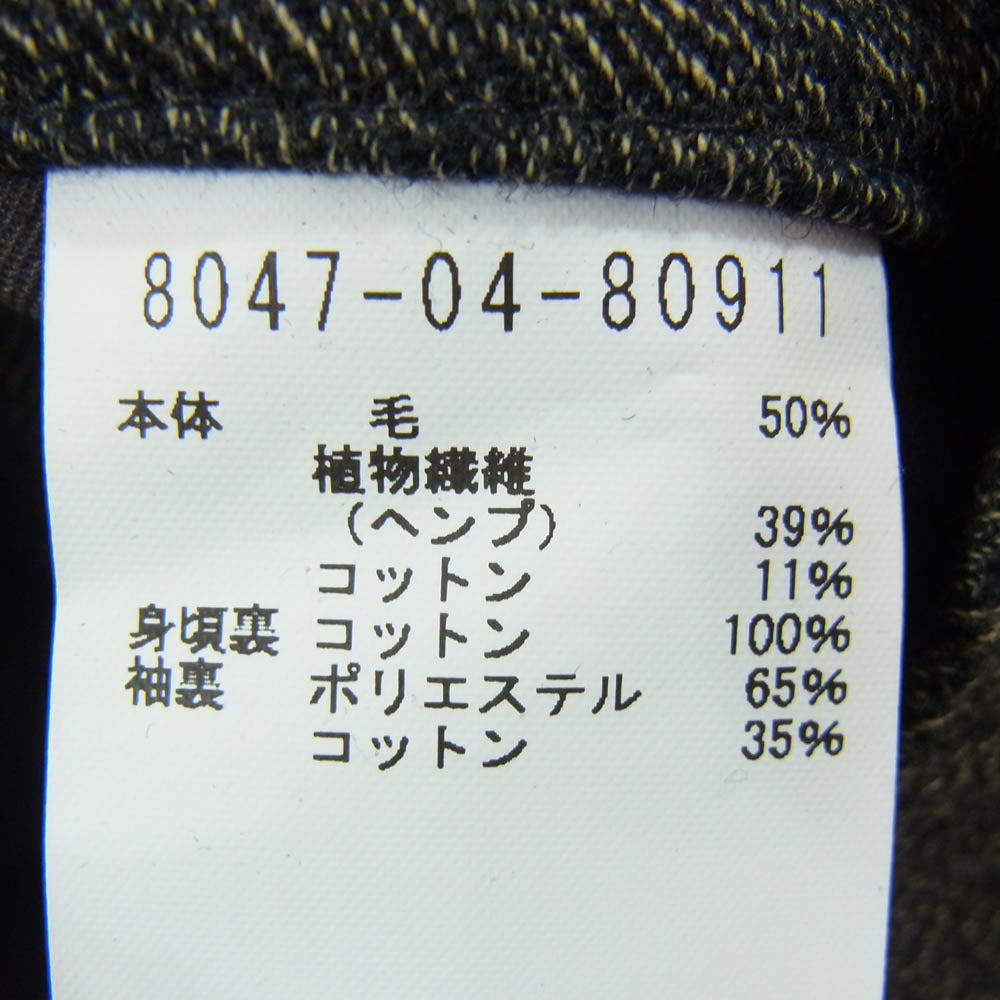 8047-04-80911
本体 毛 50%
植物繊維
(ヘンプ) 39%
コットン 11%
身頃裏 コットン 100%
袖裏 ポリエステル 65%
コットン 35%